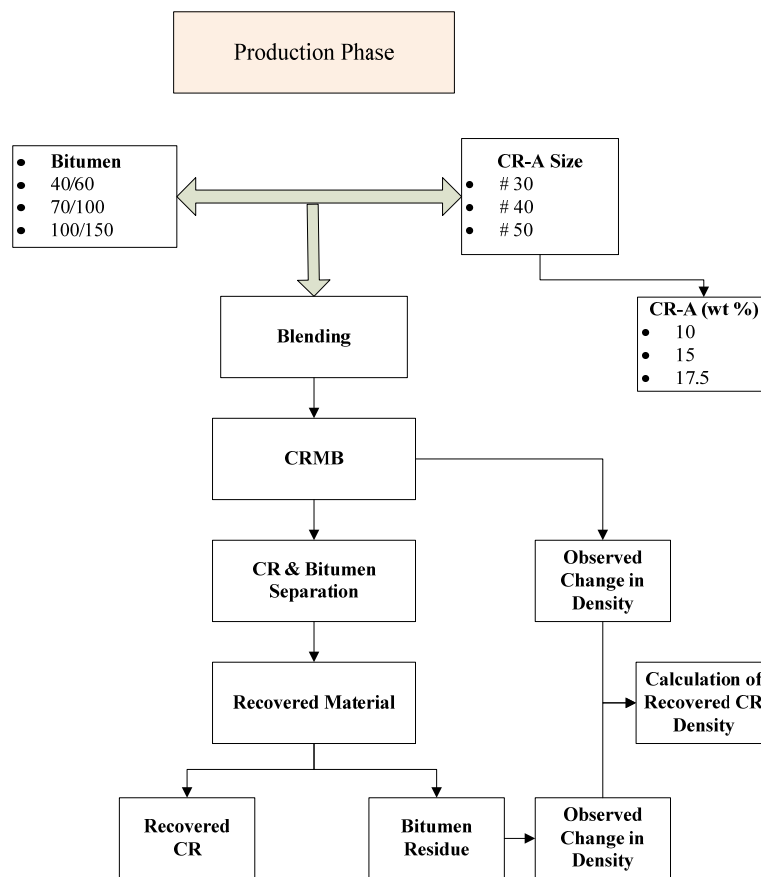 Production Phase
• Bitumen
• 40/60
• 70/100
• 100/150
CR-A Size
• # 30
• # 40
• # 50
CR-A (wt %)
• 10
• 15
• 17.5
Blending
CRMB
CR & Bitumen
Separation
Observed
Change in
Density
Recovered Material
Calculation of
Recovered CR
Density
Recovered
CR
Bitumen
Residue
Observed
Change in
Density